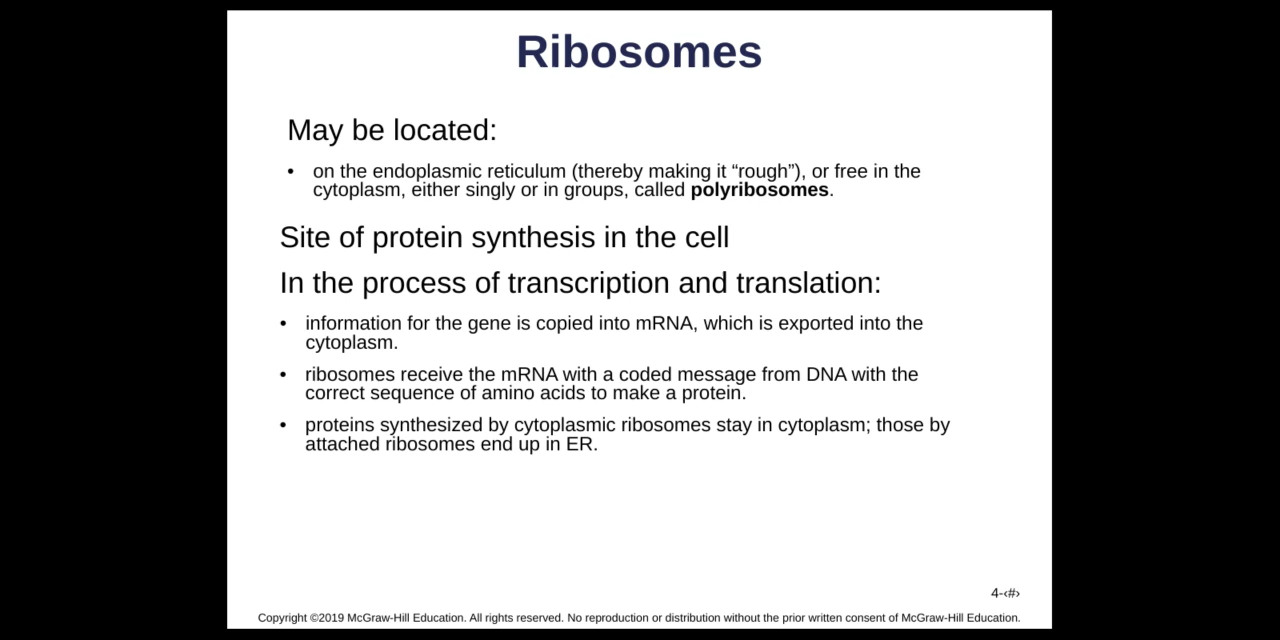 Ribosomes
May be located:
• on the endoplasmic reticulum (thereby making it “rough”), or free in the
cytoplasm, either singly or in groups, called polyribosomes.
Site of protein synthesis in the cell
In the process of transcription and translation:
• information for the gene is copied into mRNA, which is exported into the
cytoplasm.
• ribosomes receive the mRNA with a coded message from DNA with the
correct sequence of amino acids to make a protein.
• proteins synthesized by cytoplasmic ribosomes stay in cytoplasm; those by
attached ribosomes end up in ER.
4-‹#›
Copyright ©2019 McGraw-Hill Education. All rights reserved. No reproduction or distribution without the prior written consent of McGraw-Hill Education.